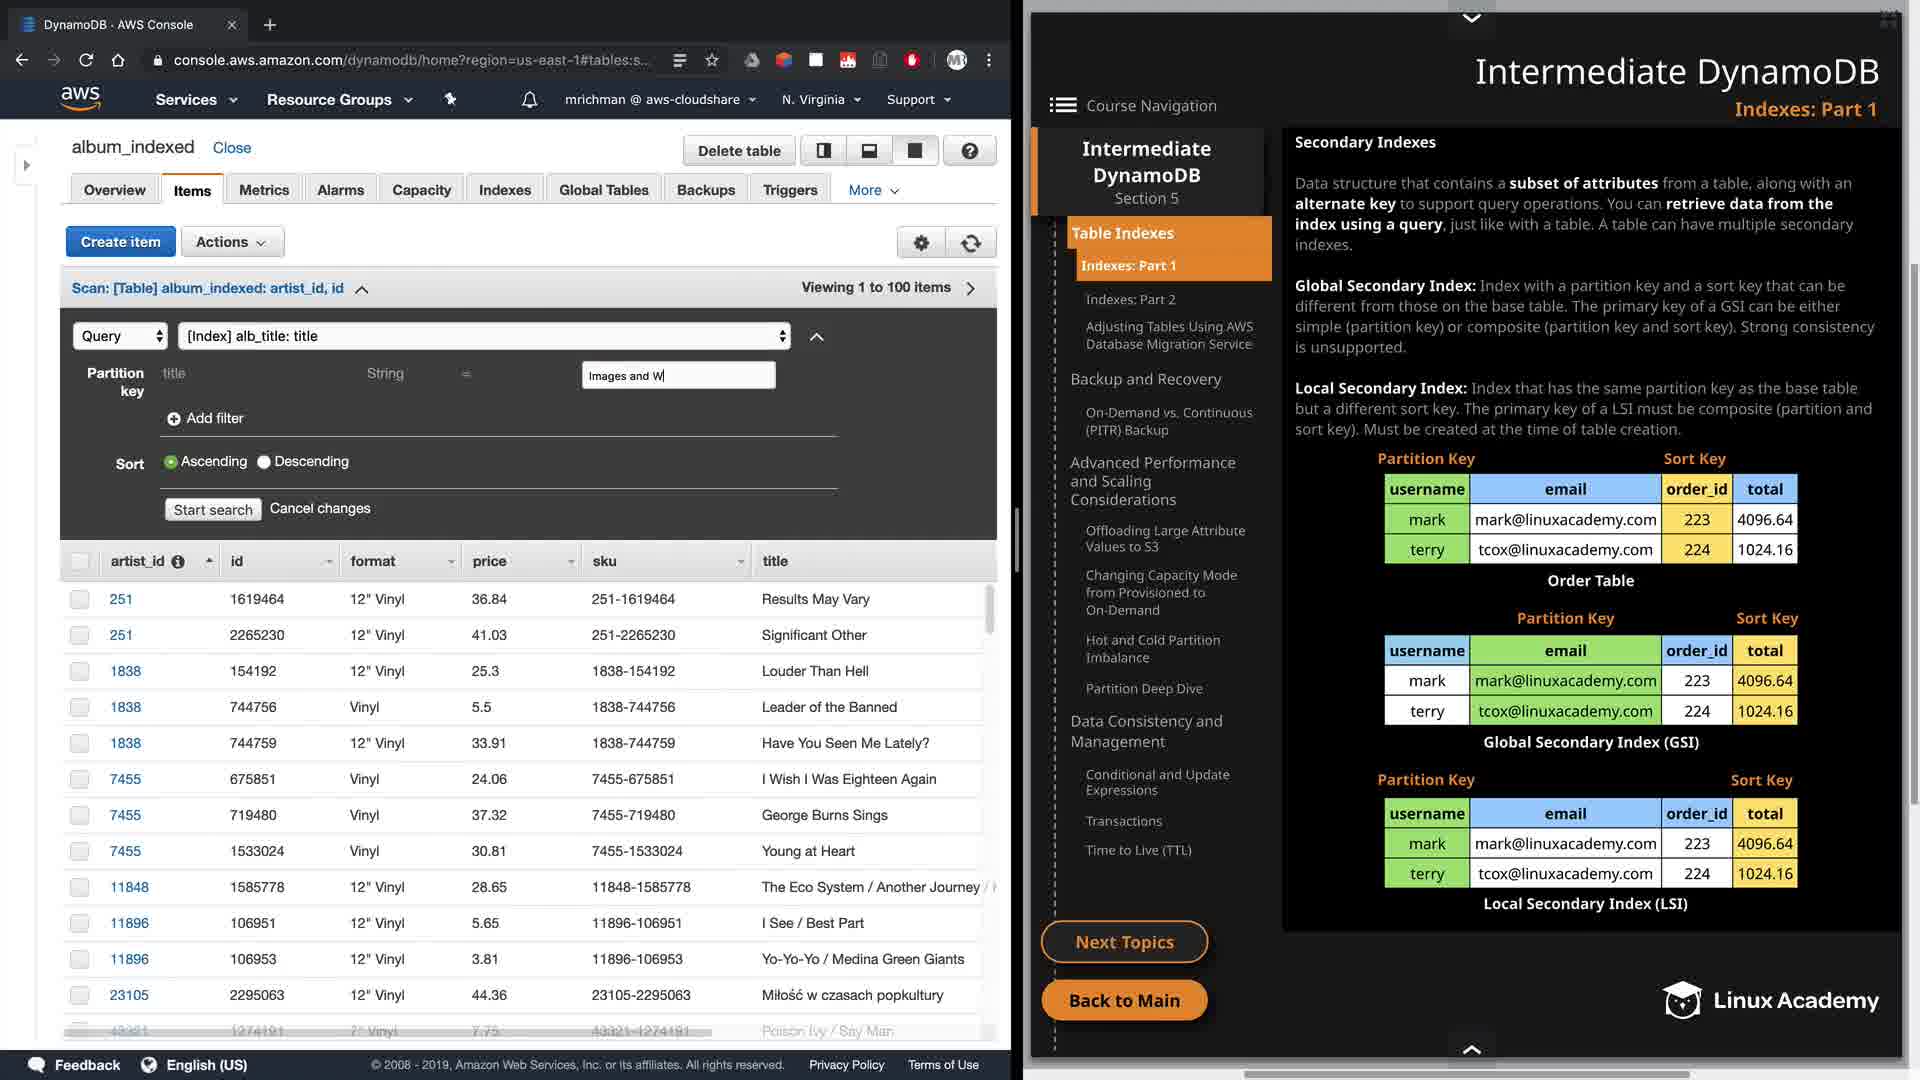 DynamoDB - AWS Console
console.aws.amazon.com/dynamodb/home?region=us-east-1#tables:s...
aws
Services
Resource Groups
mrichman @ aws-cloudshare
N. Virginia
Support
album_indexed
Close
Delete table
Overview
Items
Metrics
Alarms
Capacity
Indexes
Global Tables
Backups
Triggers
More
Create item
Actions
Scan: [Table] album_indexed: artist_id, id
Viewing 1 to 100 items
Query
[Index] alb_title: title
Partition
key
title
String
=
Images and W
Add filter
Sort
Ascending
Descending
Start search
Cancel changes
artist_id id format price sku title
251 1619464 12" Vinyl 36.84 251-1619464 Results May Vary
251 2265230 12" Vinyl 41.03 251-2265230 Significant Other
1838 154192 12" Vinyl 25.3 1838-154192 Louder Than Hell
1838 744756 Vinyl 5.5 1838-744756 Leader of the Banned
1838 744759 12" Vinyl 33.91 1838-744759 Have You Seen Me Lately?
7455 675851 Vinyl 24.06 7455-675851 I Wish I Was Eighteen Again
7455 719480 Vinyl 37.32 7455-719480 George Burns Sings
7455 1533024 Vinyl 30.81 7455-1533024 Young at Heart
11848 1585778 12" Vinyl 28.65 11848-1585778 The Eco System / Another Journey /
11896 106951 12" Vinyl 5.65 11896-106951 I See / Best Part
11896 106953 12" Vinyl 3.81 11896-106953 Yo-Yo-Yo / Medina Green Giants
23105 2295063 12" Vinyl 44.36 23105-2295063 Miłość w czasach popkultury
43321 1274191 7" Vinyl 7.75 43321-1274191 Poison Ivy / Say Man
Feedback
English (US)
© 2008 - 2019, Amazon Web Services, Inc. or its affiliates. All rights reserved.
Privacy Policy
Terms of Use
Intermediate DynamoDB
Indexes: Part 1
Course Navigation
Intermediate
DynamoDB
Section 5
Table Indexes
Indexes: Part 1
Indexes: Part 2
Adjusting Tables Using AWS
Database Migration Service
Backup and Recovery
On-Demand vs. Continuous
(PITR) Backup
Advanced Performance
and Scaling
Considerations
Offloading Large Attribute
Values to S3
Changing Capacity Mode
from Provisioned to
On-Demand
Hot and Cold Partition
Imbalance
Partition Deep Dive
Data Consistency and
Management
Conditional and Update
Expressions
Transactions
Time to Live (TTL)
Next Topics
Back to Main
Secondary Indexes
Data structure that contains a subset of attributes from a table, along with an
alternate key to support query operations. You can retrieve data from the
index using a query, just like with a table. A table can have multiple secondary
indexes.
Global Secondary Index: Index with a partition key and a sort key that can be
different from those on the base table. The primary key of a GSI can be either
simple (partition key) or composite (partition key and sort key). Strong consistency
is unsupported.
Local Secondary Index: Index that has the same partition key as the base table
but a different sort key. The primary key of a LSI must be composite (partition and
sort key). Must be created at the time of table creation.
Partition Key Sort Key
username email order_id total
mark mark@linuxacademy.com 223 4096.64
terry tcox@linuxacademy.com 224 1024.16
Order Table
Partition Key Sort Key
username email order_id total
mark mark@linuxacademy.com 223 4096.64
terry tcox@linuxacademy.com 224 1024.16
Global Secondary Index (GSI)
Partition Key Sort Key
username email order_id total
mark mark@linuxacademy.com 223 4096.64
terry tcox@linuxacademy.com 224 1024.16
Local Secondary Index (LSI)
Linux Academy